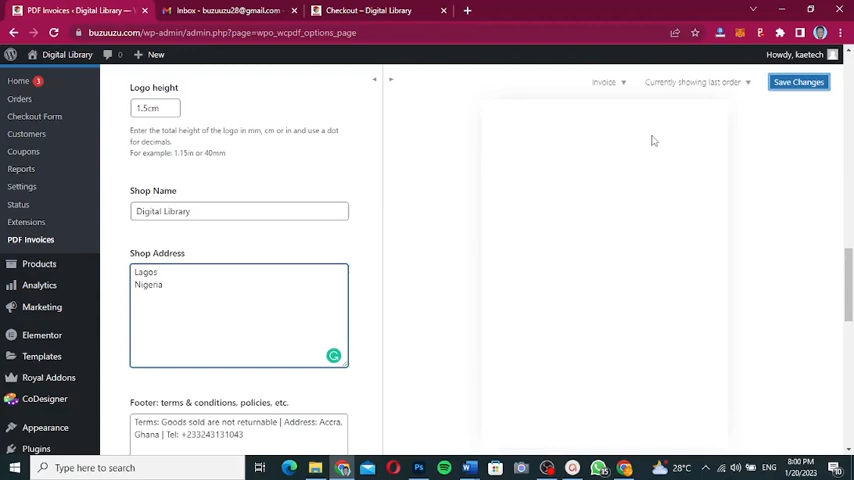 PDF Invoices ‹ Digital Library —
Inbox - buzuuzu28@gmail.com -
Checkout – Digital Library
buzuuzu.com/wp-admin/admin.php?page=wpo_wcpdf_options_page
Digital Library
0
New
Howdy, kaetech
Home 3
Orders
Checkout Form
Customers
Coupons
Reports
Settings
Status
Extensions
PDF Invoices
Products
Analytics
Marketing
Elementor
Templates
Royal Addons
CoDesigner
Appearance
Plugins
Logo height
1.5cm
Enter the total height of the logo in mm, cm or in and use a dot
for decimals.
For example: 1.15in or 40mm
Shop Name
Digital Library
Shop Address
Lagos
Nigeria
Footer: terms & conditions, policies, etc.
Terms: Goods sold are not returnable | Address: Accra.
Ghana | Tel: +233243131043
Invoice
Currently showing last order
Save Changes
Type here to search
28°C
ENG
8:00 PM
1/20/2023